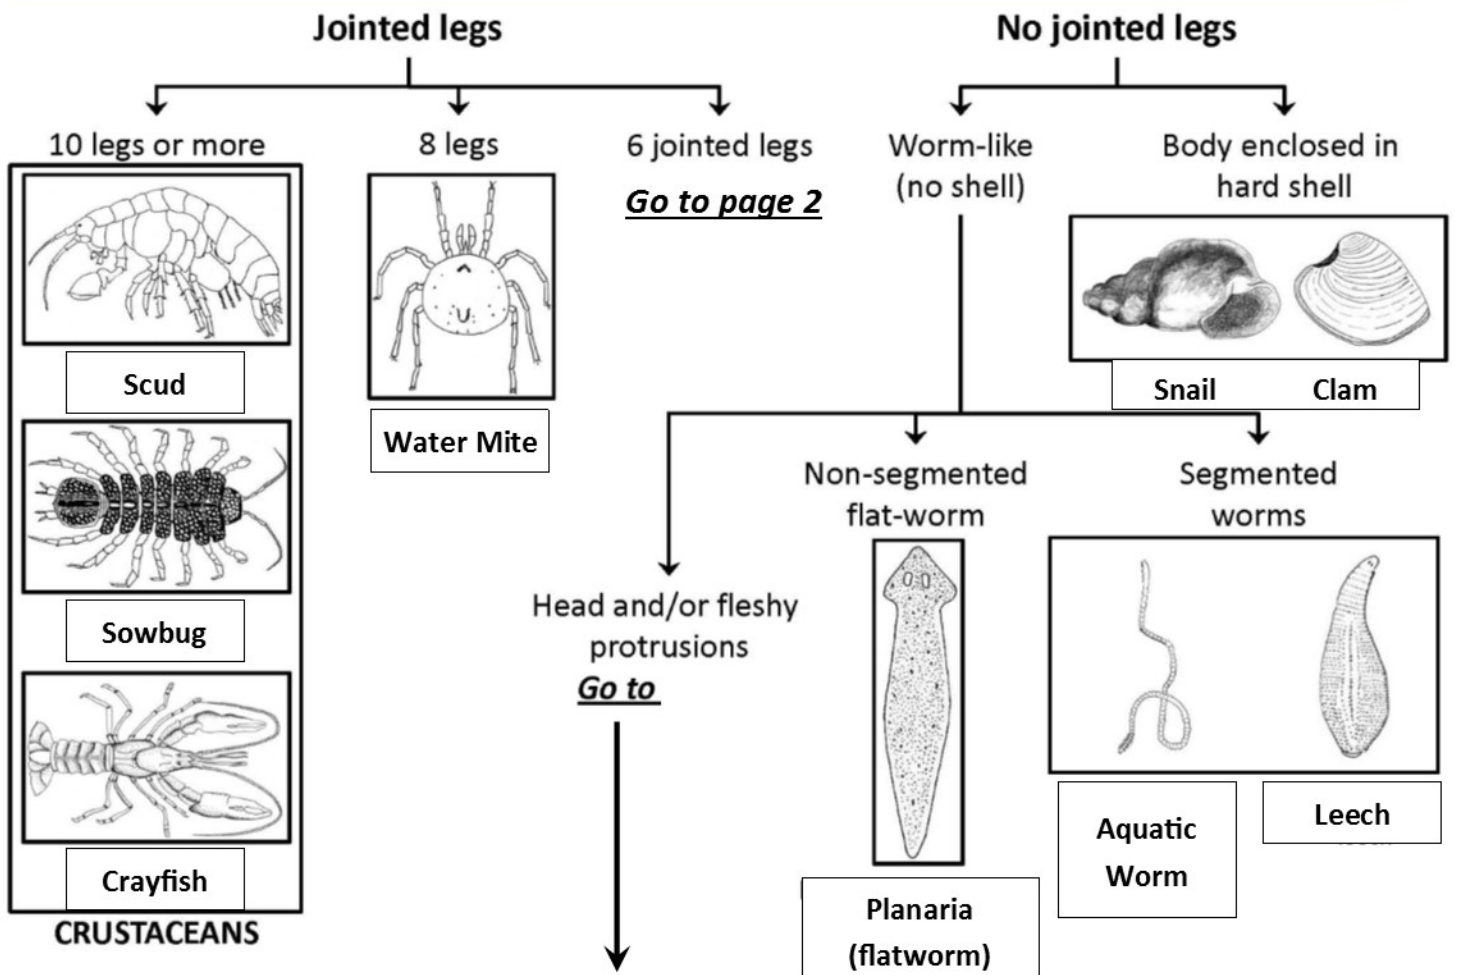 Jointed legs
No jointed legs
10 legs or more
8 legs
6 jointed legs
Go to page 2
Worm-like
(no shell)
Body enclosed in
hard shell
Scud
Water Mite
Snail
Clam
Sowbug
Crayfish
CRUSTACEANS
Head and/or fleshy
protrusions
Go to
Non-segmented
flat-worm
Segmented
worms
Planaria
(flatworm)
Aquatic
Worm
Leech